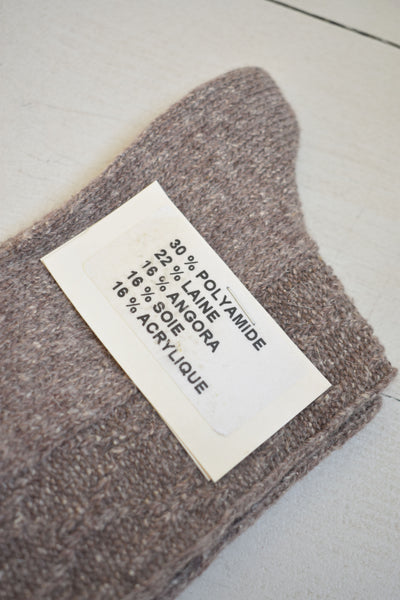 30 % POLYAMIDE
22 % LAINE
16 % ANGORA
16 % SOIE
16 % ACRYLIQUE